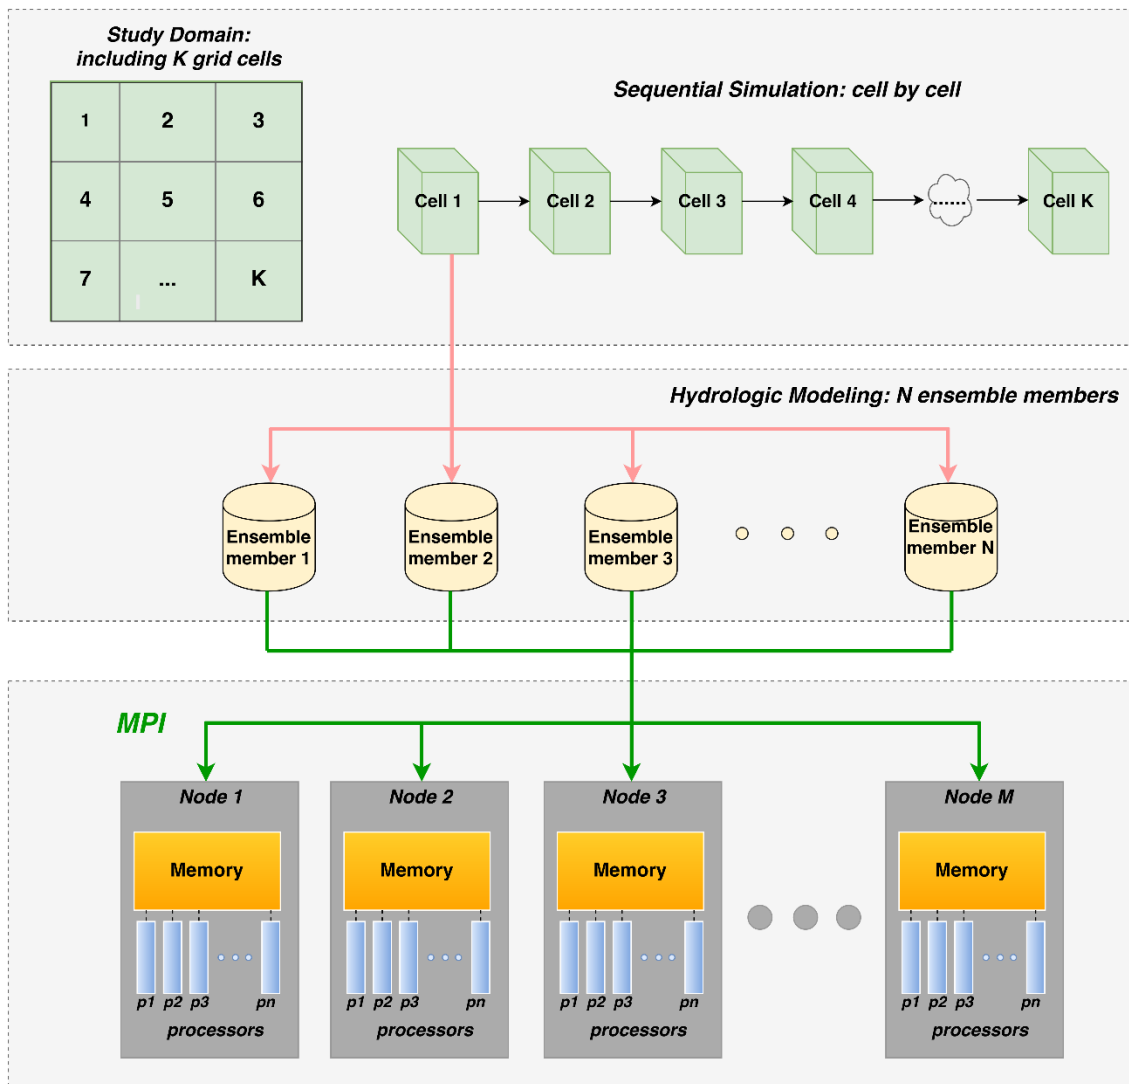 Study Domain:
including K grid cells
1 2 3
4 5 6
7 ... K
Sequential Simulation: cell by cell
Cell 1 Cell 2 Cell 3 Cell 4 ...... Cell K
Hydrologic Modeling: N ensemble members
Ensemble
member 1
Ensemble
member 2
Ensemble
member 3
Ensemble
member N
MPI
Node 1
Memory
p1 p2 p3 pn
processors
Node 2
Memory
p1 p2 p3 pn
processors
Node 3
Memory
p1 p2 p3 pn
processors
Node M
Memory
p1 p2 p3 pn
processors